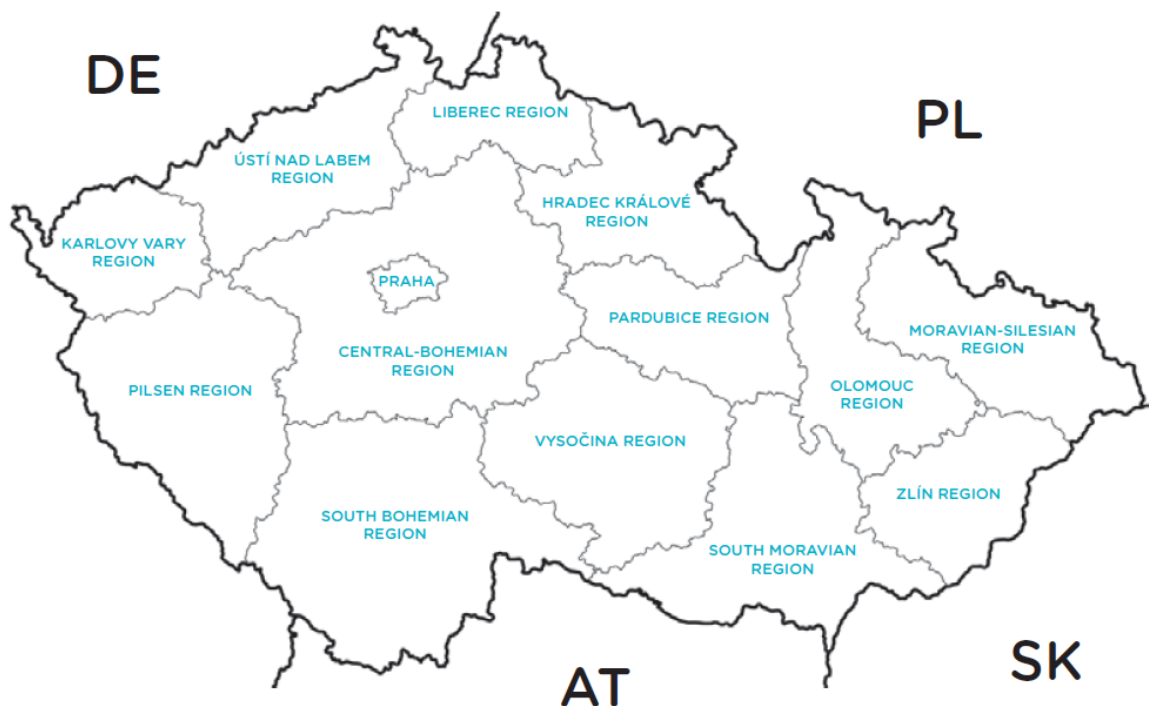 DE
PL
LIBEREC REGION
ÚSTÍ NAD LABEM
REGION
HRADEC KRÁLOVÉ
REGION
KARLOVY VARY
REGION
PRAHA
PARDUBICE REGION
MORAVIAN-SILESIAN
REGION
CENTRAL-BOHEMIAN
REGION
PILSEN REGION
OLOMOUC
REGION
VYSOČINA REGION
ZLÍN REGION
SOUTH BOHEMIAN
REGION
SOUTH MORAVIAN
REGION
SK
AT